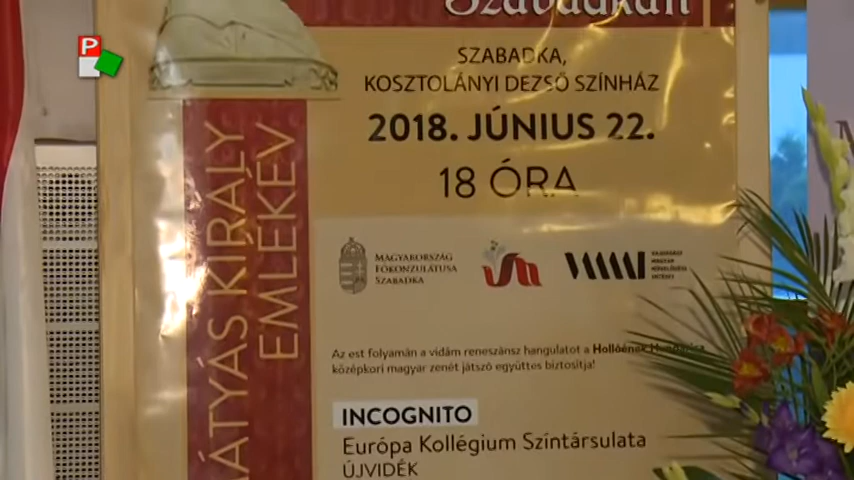 Szabadkán
SZABADKA,
KOSZTOLÁNYI DEZSŐ SZÍNHÁZ
2018. JÚNIUS 22.
18 ÓRA
MÁTYÁS KIRÁLY
EMLÉKÉV
MAGYARORSZÁG
FŐKONZULÁTUSA
SZABADKA
Az est folyamán a vidám reneszánsz hangulatot a Hollóének Hungarica
középkori magyar zenét játszó együttes biztosítja!
INCOGNITO
Európa Kollégium Színtársulata
ÚJVIDÉK
P